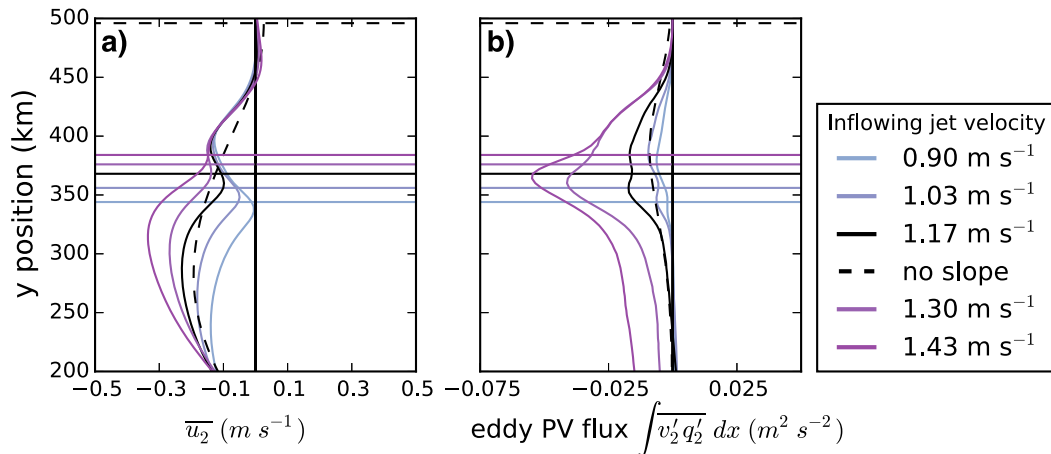 a)
b)
500
450
400
350
300
250
200
y position (km)
−0.5 −0.3 −0.1 0.1 0.3 0.5
$\overline{u_2}$ (m s⁻¹)
−0.075 −0.025 0.025
eddy PV flux $\int \overline{v_2' q_2'}\, dx$ (m² s⁻²)
Inflowing jet velocity
0.90 m s⁻¹
1.03 m s⁻¹
1.17 m s⁻¹
no slope
1.30 m s⁻¹
1.43 m s⁻¹